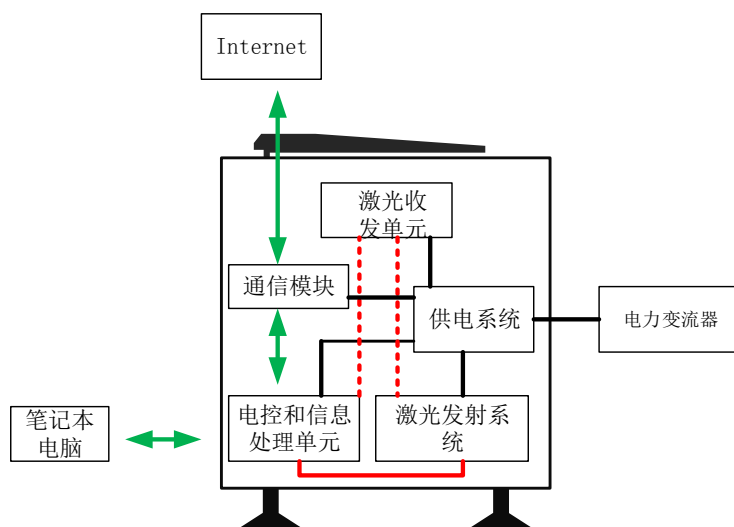 Internet
激光收
发单元
通信模块
供电系统
电力变流器
笔记本
电脑
电控和信息
处理单元
激光发射系
统